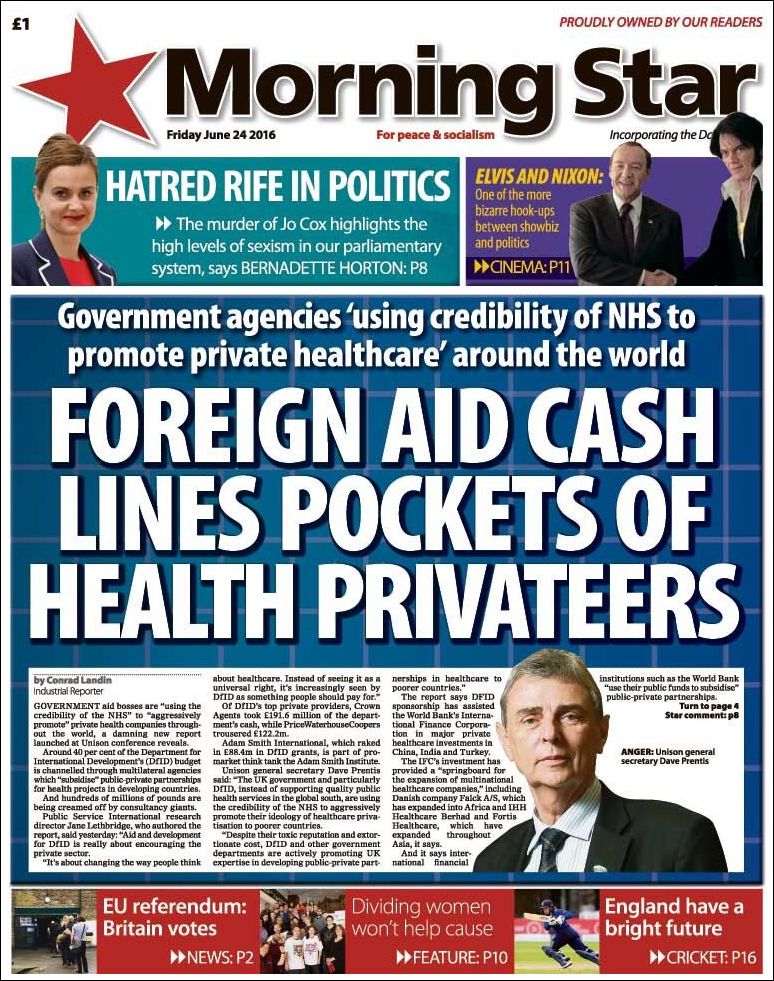 £1
PROUDLY OWNED BY OUR READERS
Morning Star
Friday June 24 2016
For peace & socialism
Incorporating the Da
HATRED RIFE IN POLITICS
The murder of Jo Cox highlights the
high levels of sexism in our parliamentary
system, says BERNADETTE HORTON: P8
ELVIS AND NIXON:
One of the more
bizarre hook-ups
between showbiz
and politics
CINEMA: P11
Government agencies ‘using credibility of NHS to
promote private healthcare’ around the world
FOREIGN AID CASH
LINES POCKETS OF
HEALTH PRIVATEERS
by Conrad Landin
Industrial Reporter
GOVERNMENT aid bosses are “using the
credibility of the NHS” to “aggressively
promote” private health companies through-
out the world, a damning new report
launched at Unison conference reveals.
Around 40 per cent of the Department for
International Development’s (DfID) budget
is channelled through multilateral agencies
which “subsidise” public-private partnerships
for health projects in developing countries.
And hundreds of millions of pounds are
being creamed off by consultancy giants.
Public Service International research
director Jane Lethbridge, who authored the
report, said yesterday: “Aid and development
for DfID is really about encouraging the
private sector.
“It’s about changing the way people think
about healthcare. Instead of seeing it as a
universal right, it’s increasingly seen by
DfID as something people should pay for.”
Of DfID’s top private providers, Crown
Agents took £191.6 million of the depart-
ment’s cash, while PriceWaterhouseCoopers
trousered £122.2m.
Adam Smith International, which raked
in £88.4m in DfID grants, is part of pro-
market think tank the Adam Smith Institute.
Unison general secretary Dave Prentis
said: “The UK government and particularly
DfID, instead of supporting quality public
health services in the global south, are using
the credibility of the NHS to aggressively
promote their ideology of healthcare priva-
tisation to poorer countries.
“Despite their toxic reputation and extor-
tionate cost, DfID and other government
departments are actively promoting UK
expertise in developing public-private part-
nerships in healthcare to
poorer countries.”
The report says DFID
sponsorship has assisted
the World Bank’s Interna-
tional Finance Corpora-
tion in major private
healthcare investments in
China, India and Turkey.
The IFC’s investment has
provided a “springboard for
the expansion of multinational
healthcare companies,” including
Danish company Falck A/S, which
has expanded into Africa and IHH
Healthcare Berhad and Fortis
Healthcare, which have
expanded throughout
Asia, it says.
And it says inter-
national financial
institutions such as the World Bank
“use their public funds to subsidise”
public-private partnerships.
Turn to page 4
Star comment: p8
ANGER: Unison general
secretary Dave Prentis
EU referendum:
Britain votes
NEWS: P2
Dividing women
won’t help cause
FEATURE: P10
England have a
bright future
CRICKET: P16